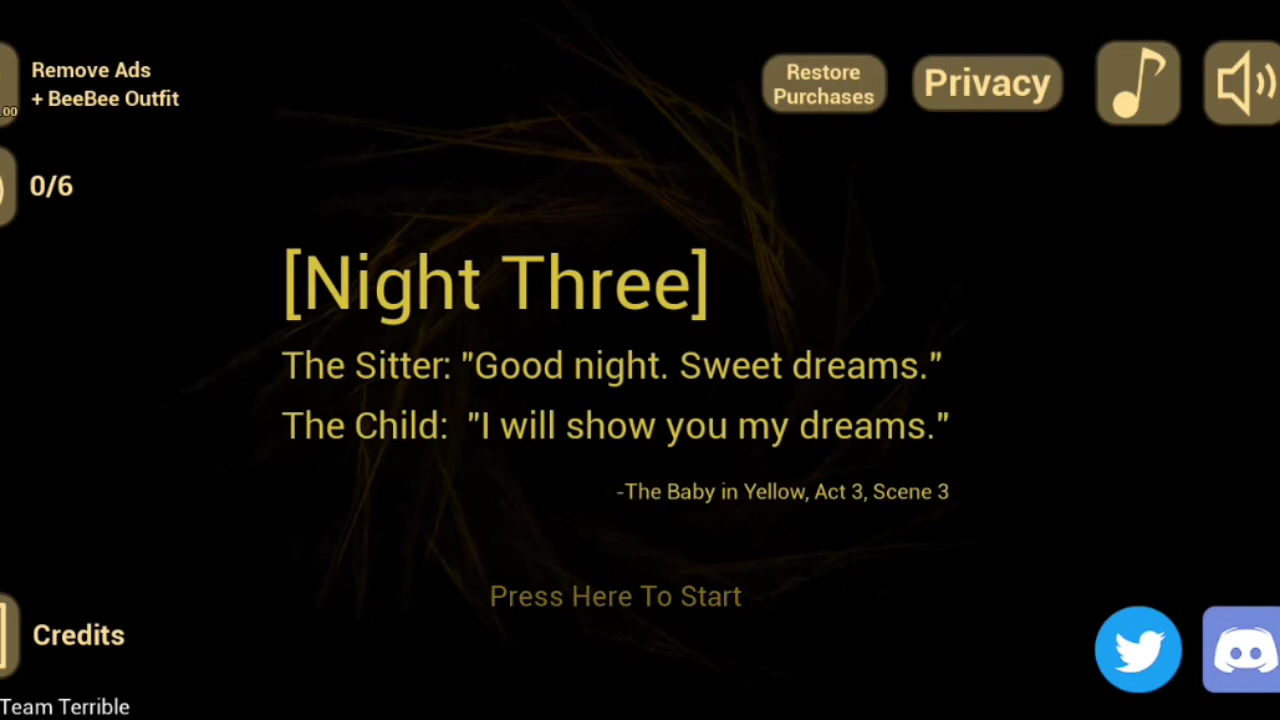 Remove Ads
+ BeeBee Outfit
.00
Restore
Purchases
Privacy
0/6
[Night Three]
The Sitter: "Good night. Sweet dreams."
The Child:  "I will show you my dreams."
-The Baby in Yellow, Act 3, Scene 3
Press Here To Start
Credits
Team Terrible